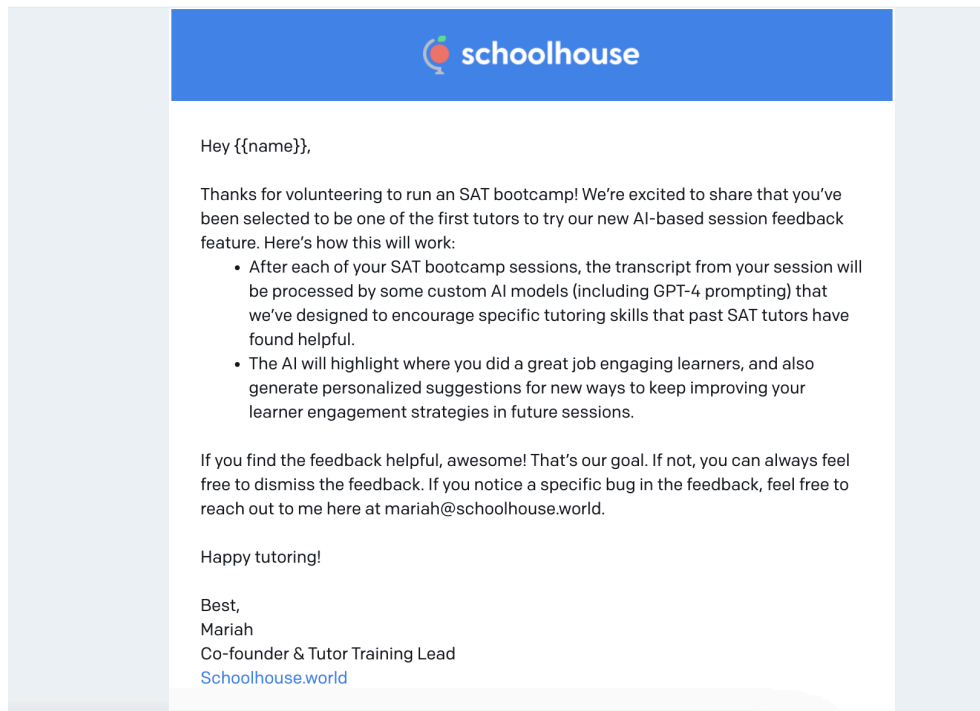 schoolhouse
Hey {{name}},
Thanks for volunteering to run an SAT bootcamp! We’re excited to share that you’ve
been selected to be one of the first tutors to try our new AI-based session feedback
feature. Here’s how this will work:
• After each of your SAT bootcamp sessions, the transcript from your session will
be processed by some custom AI models (including GPT-4 prompting) that
we’ve designed to encourage specific tutoring skills that past SAT tutors have
found helpful.
• The AI will highlight where you did a great job engaging learners, and also
generate personalized suggestions for new ways to keep improving your
learner engagement strategies in future sessions.
If you find the feedback helpful, awesome! That’s our goal. If not, you can always feel
free to dismiss the feedback. If you notice a specific bug in the feedback, feel free to
reach out to me here at mariah@schoolhouse.world.
Happy tutoring!
Best,
Mariah
Co-founder & Tutor Training Lead
Schoolhouse.world